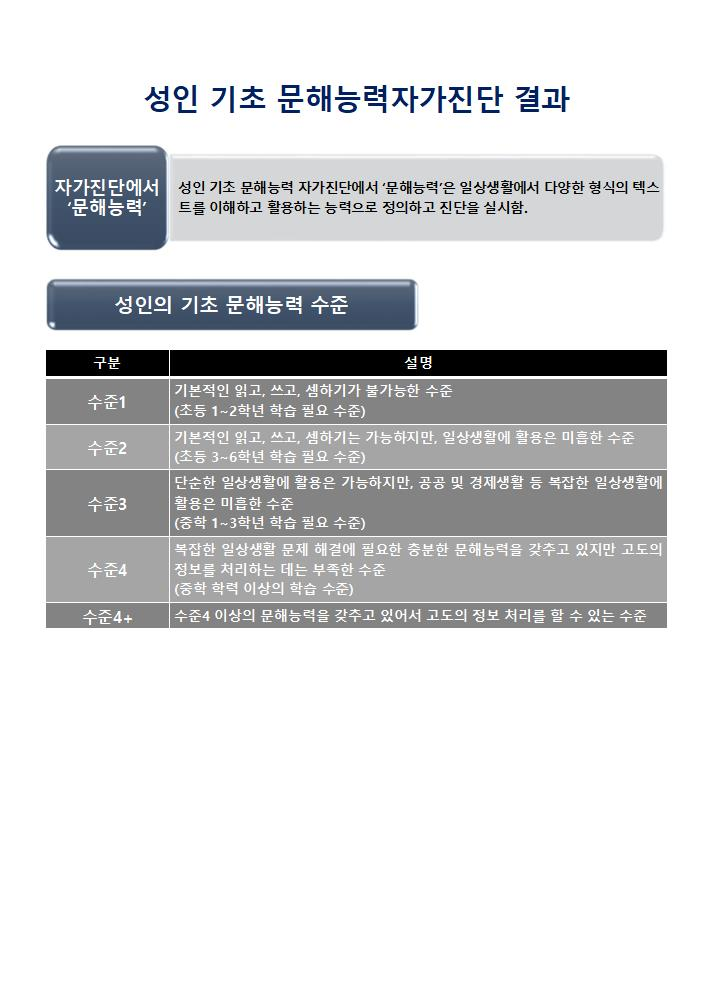 성인 기초 문해능력자가진단 결과
자가진단에서
‘문해능력’
성인 기초 문해능력 자가진단에서 ‘문해능력’은 일상생활에서 다양한 형식의 텍스
트를 이해하고 활용하는 능력으로 정의하고 진단을 실시함.
성인의 기초 문해능력 수준
구분 설명
수준1
기본적인 읽고, 쓰고, 셈하기가 불가능한 수준
(초등 1~2학년 학습 필요 수준)
수준2
기본적인 읽고, 쓰고, 셈하기는 가능하지만, 일상생활에 활용은 미흡한 수준
(초등 3~6학년 학습 필요 수준)
수준3
단순한 일상생활에 활용은 가능하지만, 공공 및 경제생활 등 복잡한 일상생활에
활용은 미흡한 수준
(중학 1~3학년 학습 필요 수준)
수준4
복잡한 일상생활 문제 해결에 필요한 충분한 문해능력을 갖추고 있지만 고도의
정보를 처리하는 데는 부족한 수준
(중학 학력 이상의 학습 수준)
수준4+ 수준4 이상의 문해능력을 갖추고 있어서 고도의 정보 처리를 할 수 있는 수준